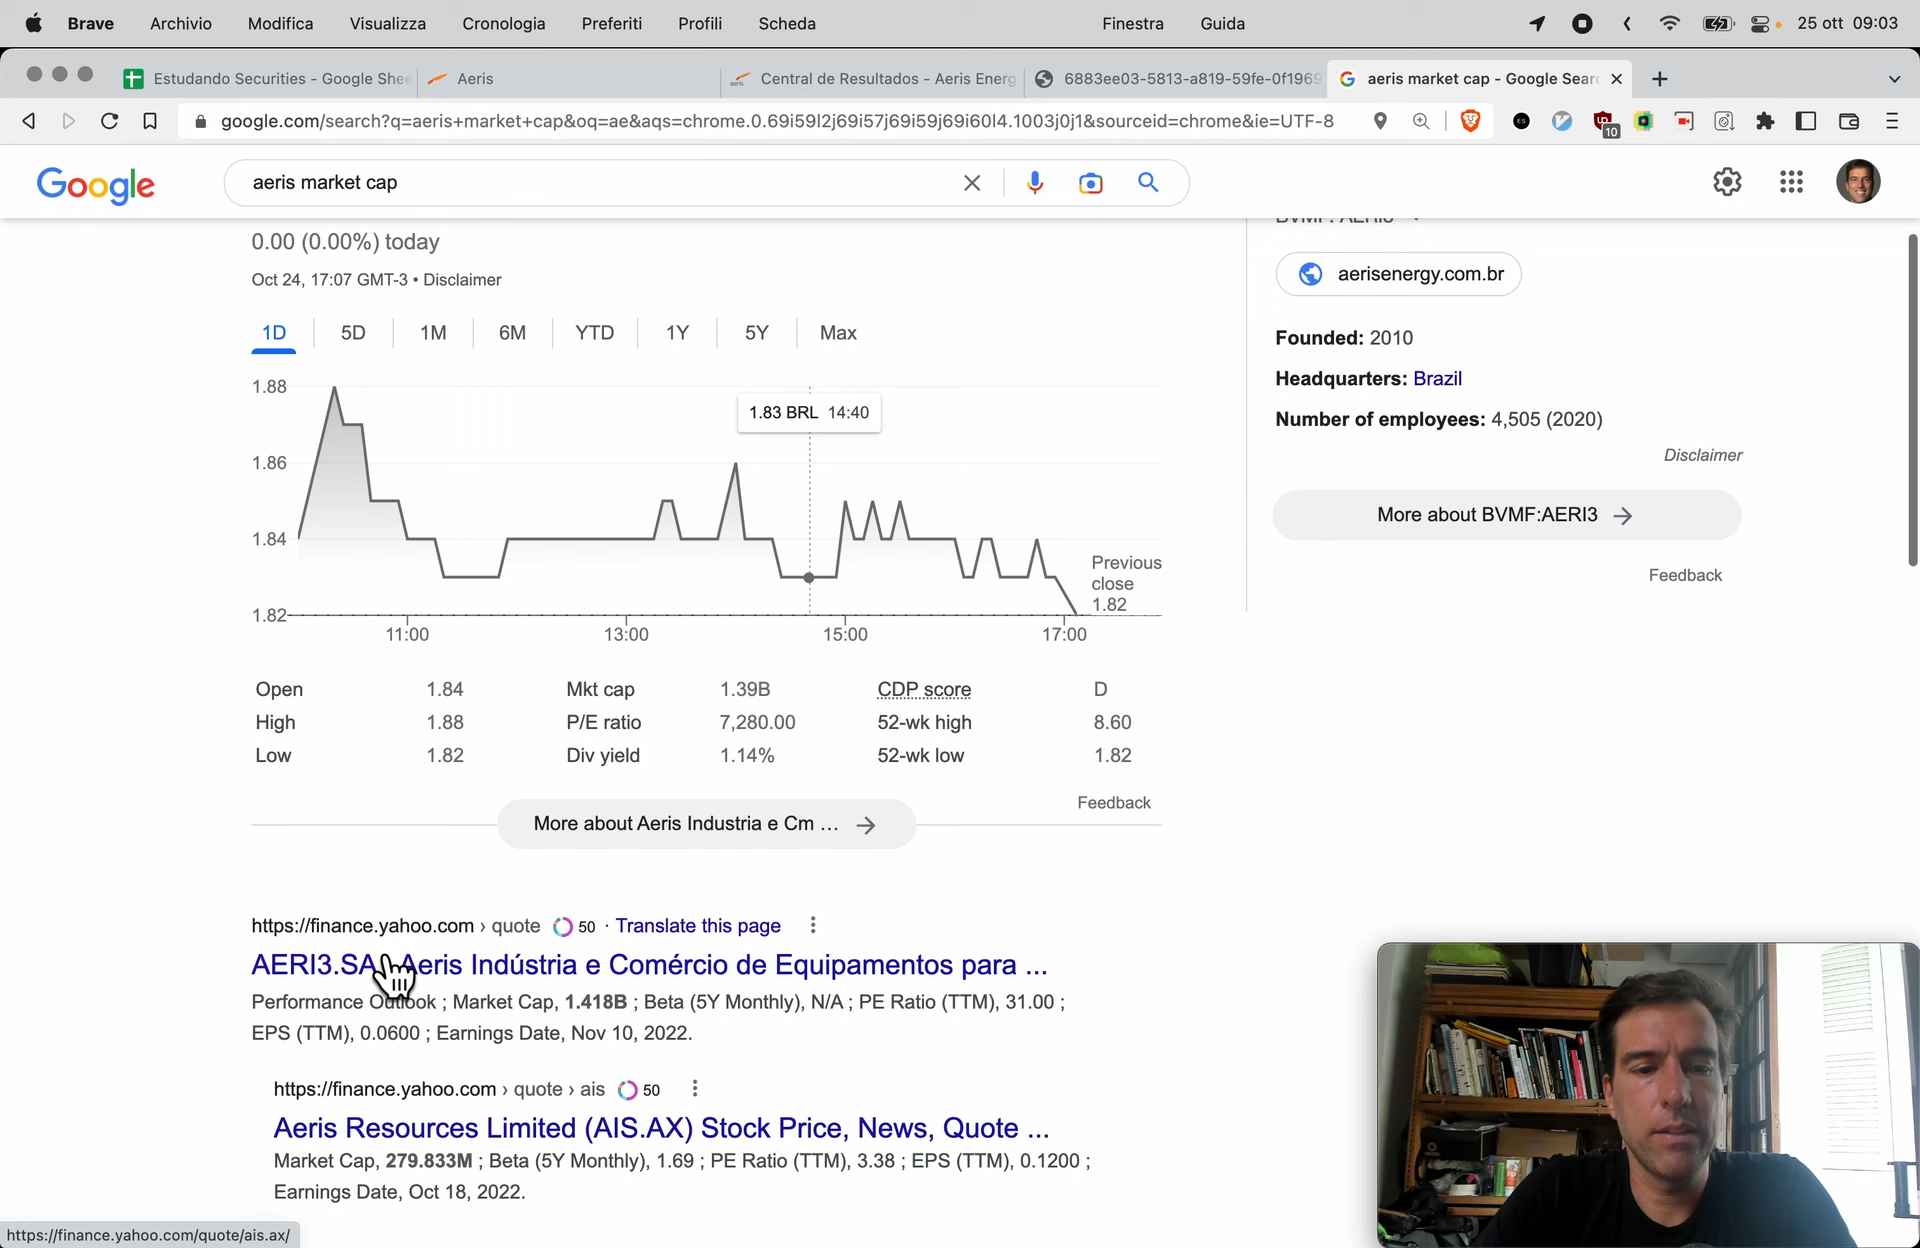 Brave Archivio Modifica Visualizza Cronologia Preferiti Profili Scheda Finestra Guida 25 ott 09:03
Estudando Securities - Google Shee Aeris Central de Resultados - Aeris Energ 6883ee03-5813-a819-59fe-0f1969 aeris market cap - Google Sear
google.com/search?q=aeris+market+cap&oq=ae&aqs=chrome.0.69i59l2j69i57j69i59j69i60l4.1003j0j1&sourceid=chrome&ie=UTF-8 10
Google aeris market cap
BVMF: AERI3
0.00 (0.00%) today
Oct 24, 17:07 GMT-3 • Disclaimer
1D 5D 1M 6M YTD 1Y 5Y Max
1.88
1.83 BRL 14:40
1.86
1.84
Previous
close
1.82
1.82
11:00 13:00 15:00 17:00
Open 1.84 Mkt cap 1.39B CDP score D
High 1.88 P/E ratio 7,280.00 52-wk high 8.60
Low 1.82 Div yield 1.14% 52-wk low 1.82
Feedback
More about Aeris Industria e Cm ...
aerisenergy.com.br
Founded: 2010
Headquarters: Brazil
Number of employees: 4,505 (2020)
Disclaimer
More about BVMF:AERI3
Feedback
https://finance.yahoo.com › quote 50 · Translate this page
AERI3.SA Aeris Indústria e Comércio de Equipamentos para ...
Performance Outlook ; Market Cap, 1.418B ; Beta (5Y Monthly), N/A ; PE Ratio (TTM), 31.00 ;
EPS (TTM), 0.0600 ; Earnings Date, Nov 10, 2022.
https://finance.yahoo.com › quote › ais 50
Aeris Resources Limited (AIS.AX) Stock Price, News, Quote ...
Market Cap, 279.833M ; Beta (5Y Monthly), 1.69 ; PE Ratio (TTM), 3.38 ; EPS (TTM), 0.1200 ;
Earnings Date, Oct 18, 2022.
https://finance.yahoo.com/quote/ais.ax/